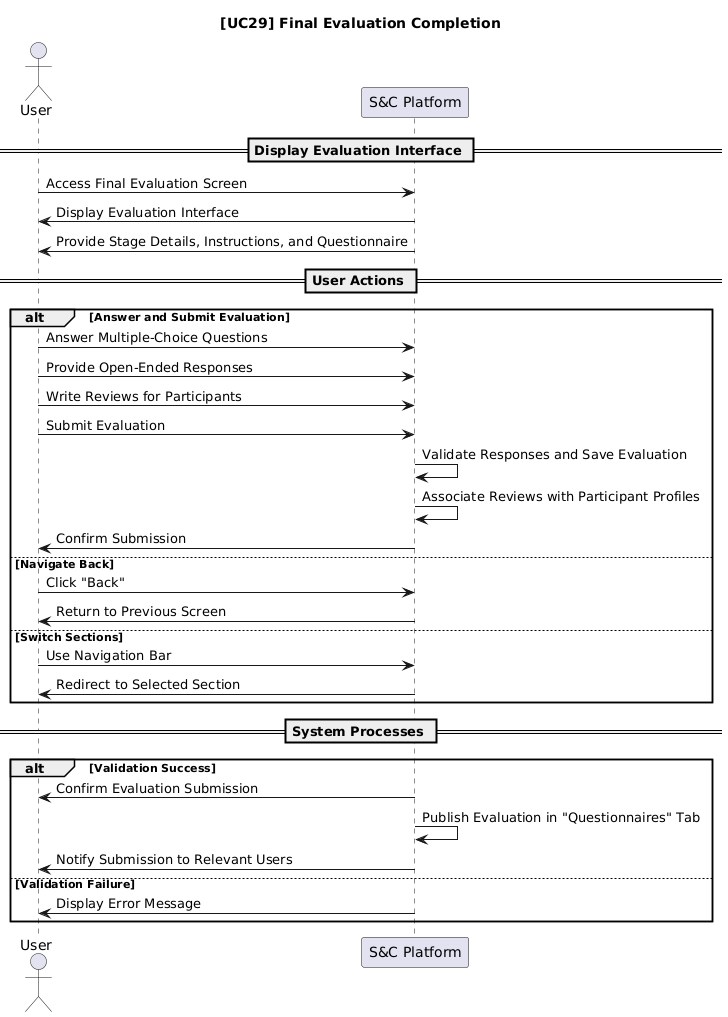 [UC29] Final Evaluation Completion
User
S&C Platform
Display Evaluation Interface
Access Final Evaluation Screen
Display Evaluation Interface
Provide Stage Details, Instructions, and Questionnaire
User Actions
alt [Answer and Submit Evaluation]
Answer Multiple-Choice Questions
Provide Open-Ended Responses
Write Reviews for Participants
Submit Evaluation
Validate Responses and Save Evaluation
Associate Reviews with Participant Profiles
Confirm Submission
[Navigate Back]
Click "Back"
Return to Previous Screen
[Switch Sections]
Use Navigation Bar
Redirect to Selected Section
System Processes
alt [Validation Success]
Confirm Evaluation Submission
Publish Evaluation in "Questionnaires" Tab
Notify Submission to Relevant Users
[Validation Failure]
Display Error Message
User
S&C Platform